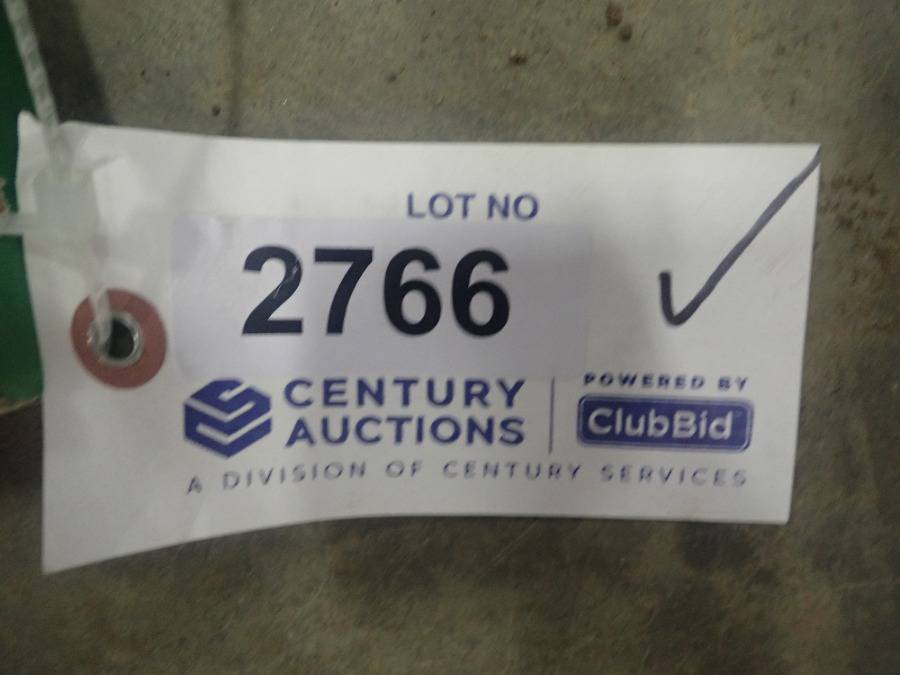 LOT NO
2766
CENTURY
AUCTIONS
POWERED BY
ClubBid
A DIVISION OF CENTURY SERVICES